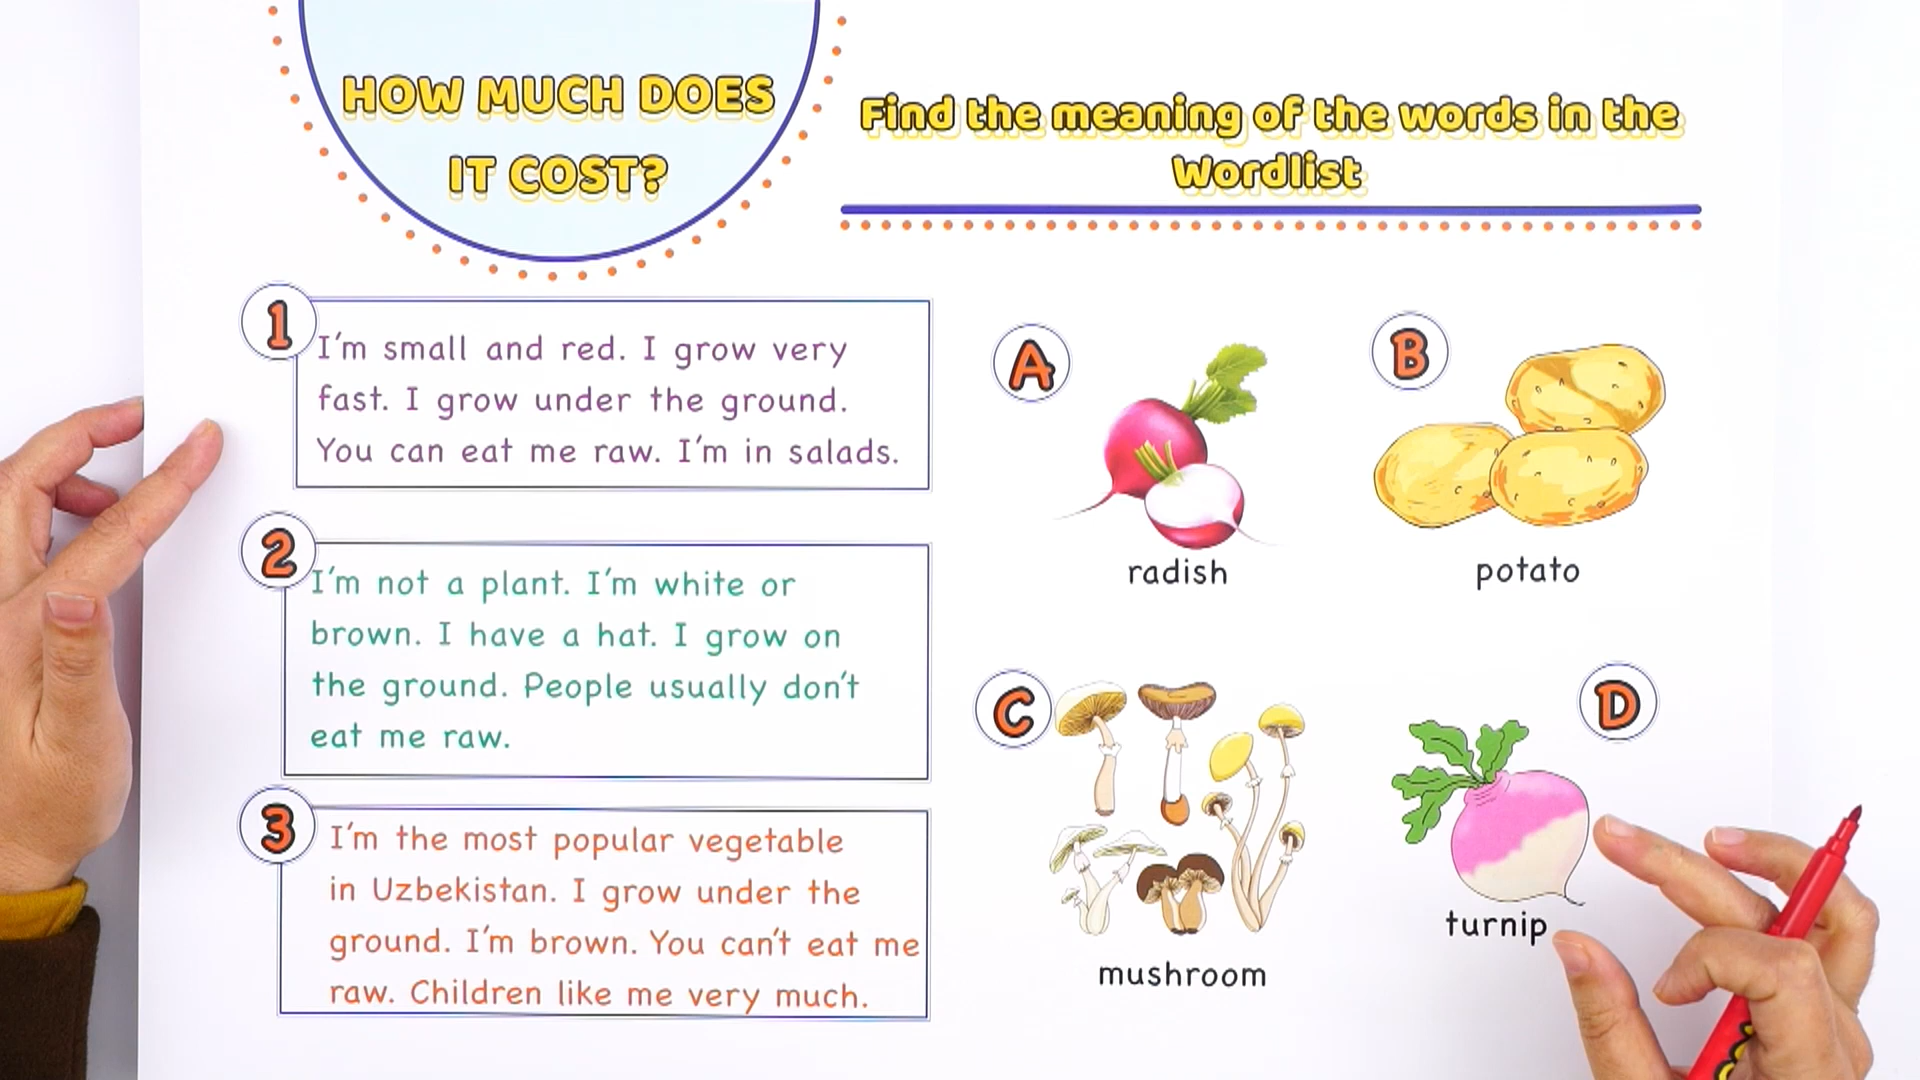 HOW MUCH DOES
IT COST?
Find the meaning of the words in the
Wordlist
1
I'm small and red. I grow very
fast. I grow under the ground.
You can eat me raw. I'm in salads.
2
I'm not a plant. I'm white or
brown. I have a hat. I grow on
the ground. People usually don't
eat me raw.
3
I'm the most popular vegetable
in Uzbekistan. I grow under the
ground. I'm brown. You can't eat me
raw. Children like me very much.
A
radish
B
potato
C
mushroom
D
turnip